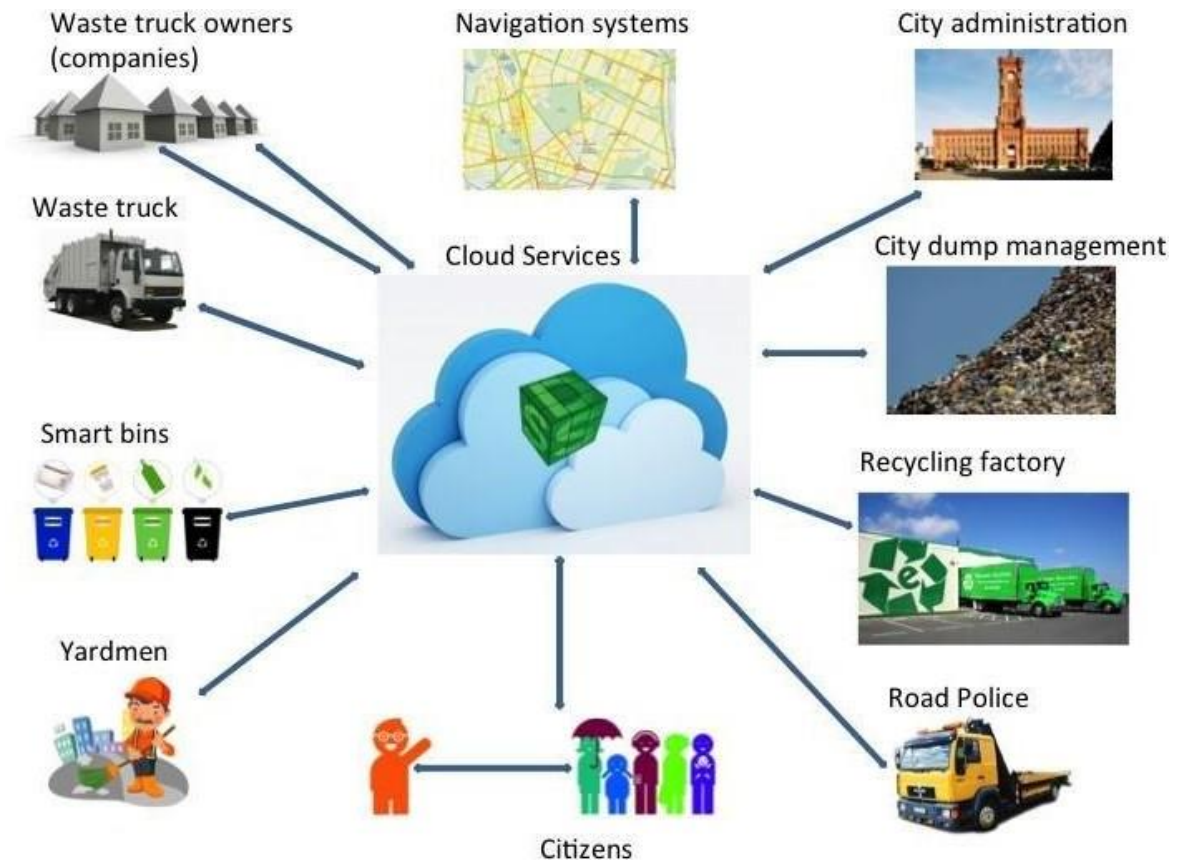 Waste truck owners
(companies)
Navigation systems
City administration
Waste truck
Cloud Services
City dump management
Smart bins
Recycling factory
Yardmen
Road Police
Citizens